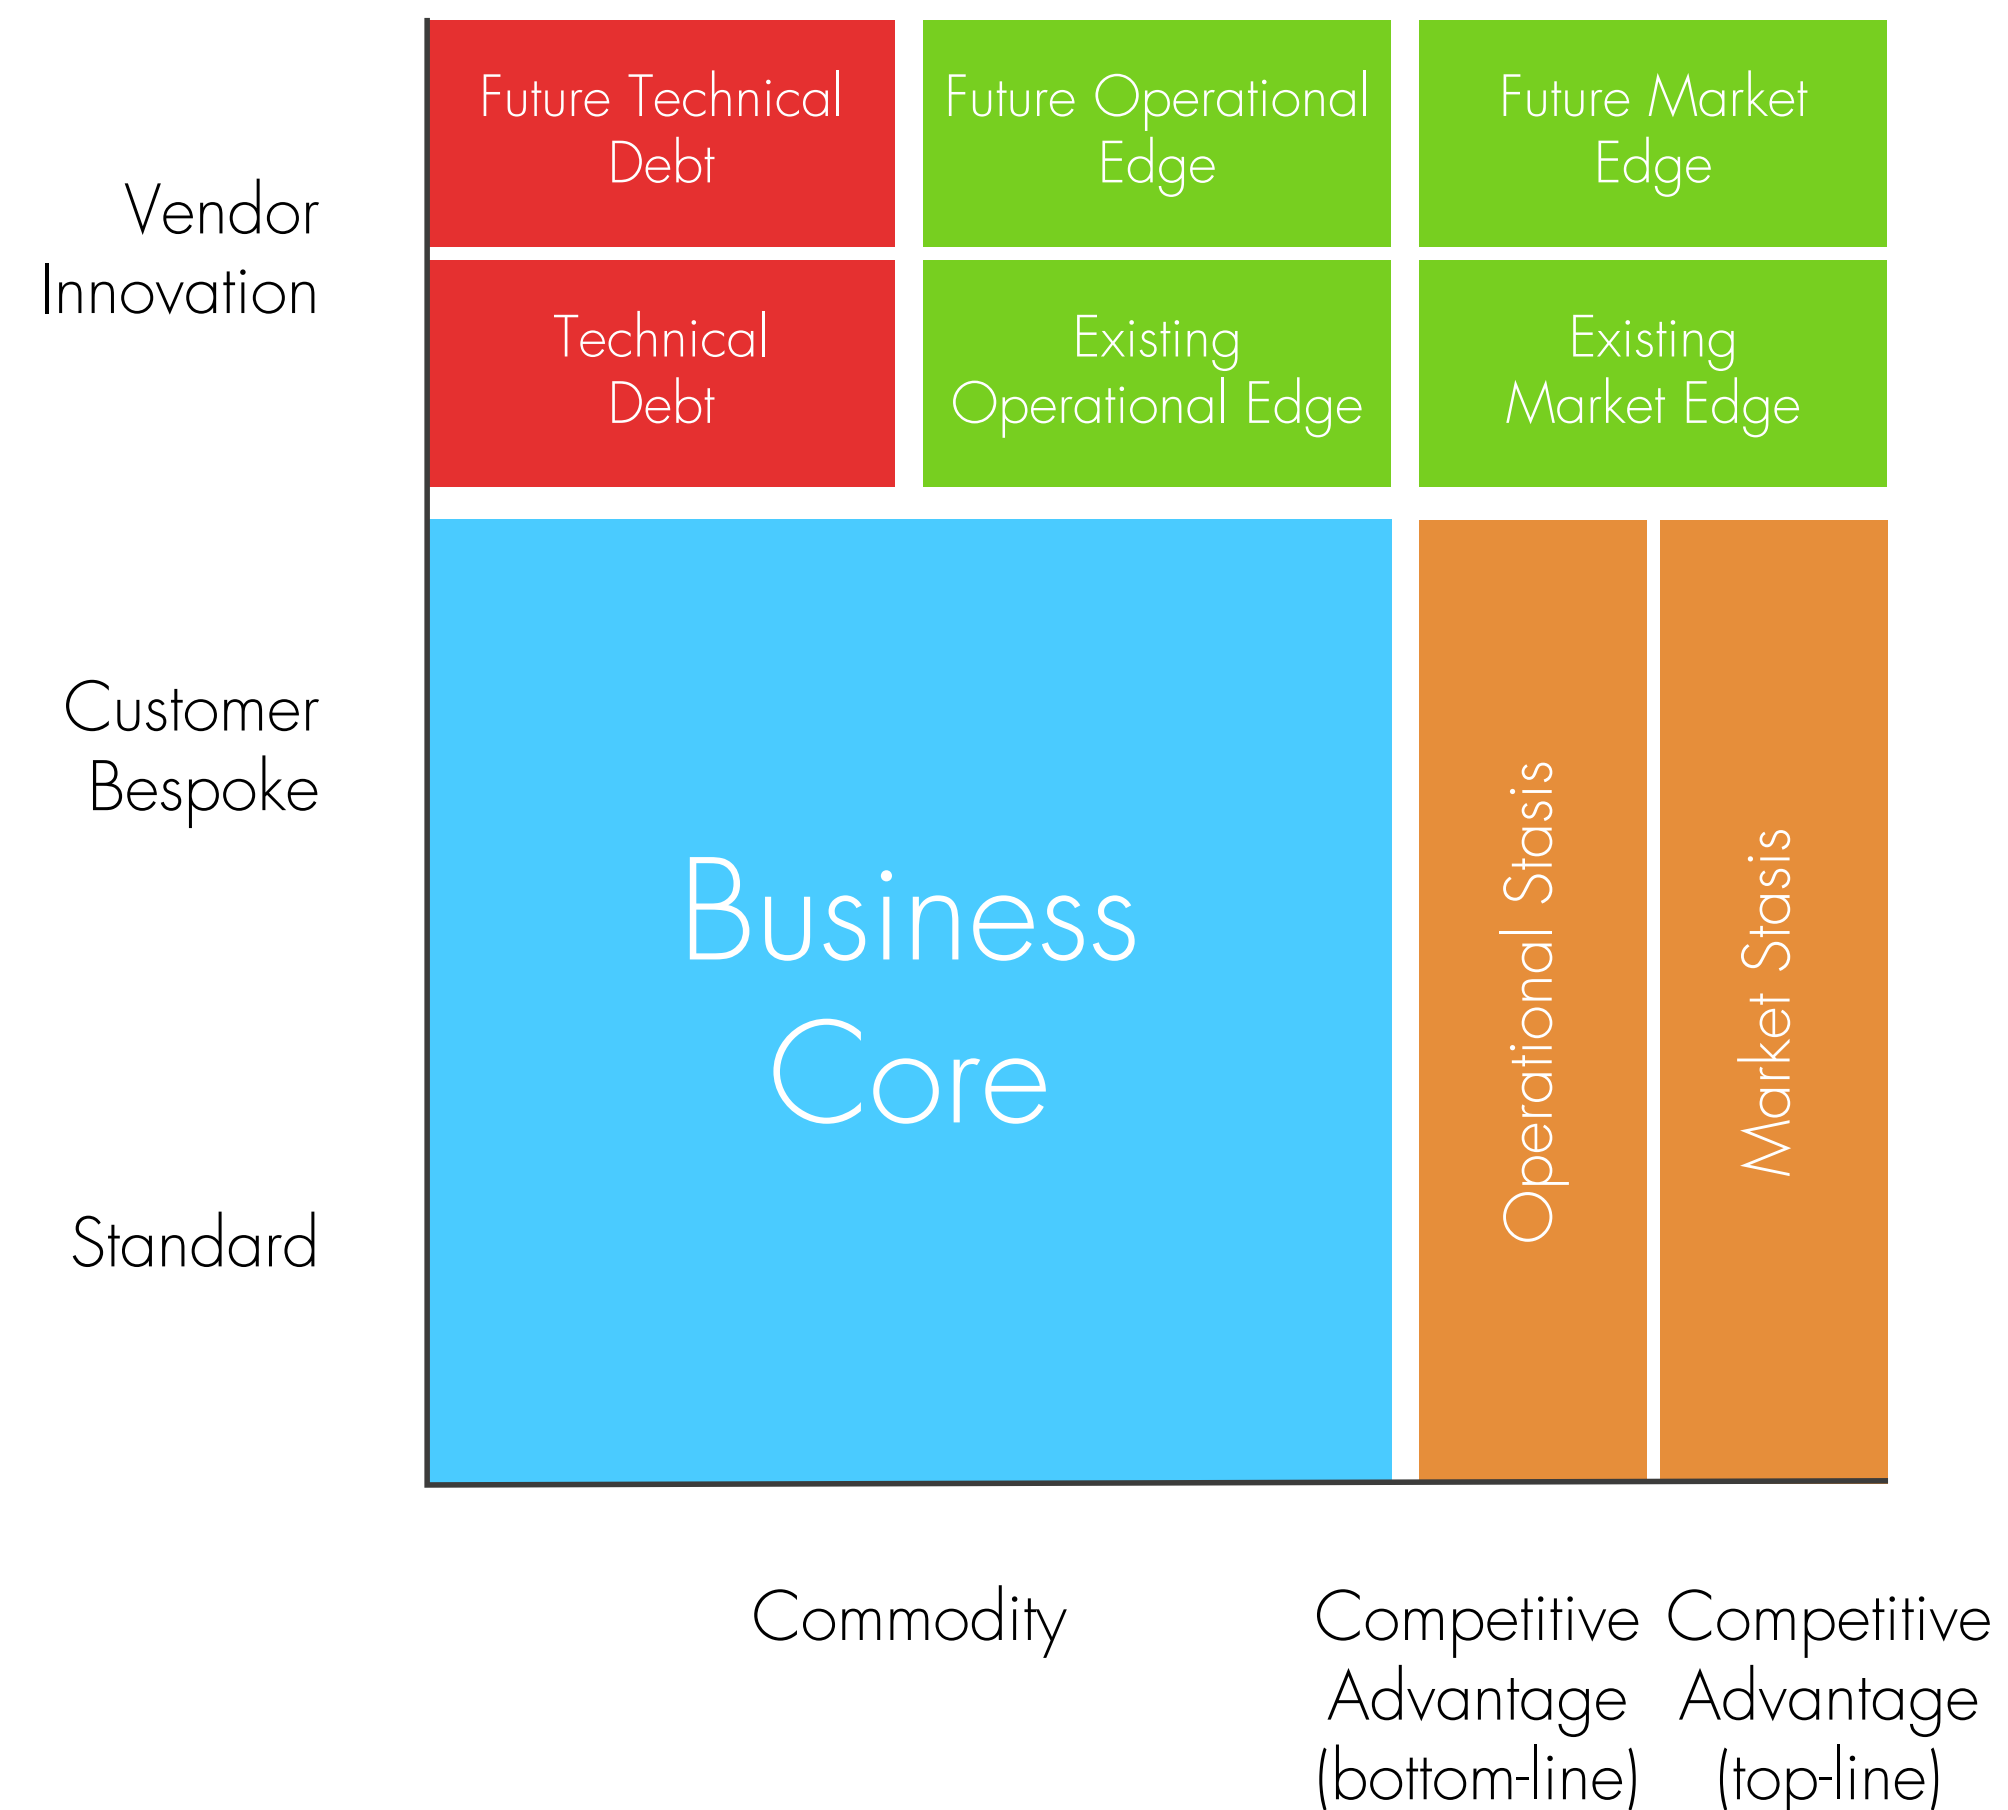 Future Technical
Debt
Future Operational
Edge
Future Market
Edge
Vendor
Innovation
Technical
Debt
Existing
Operational Edge
Existing
Market Edge
Customer
Bespoke
Business
Core
Operational Stasis
Market Stasis
Standard
Commodity
Competitive
Advantage
(bottom-line)
Competitive
Advantage
(top-line)